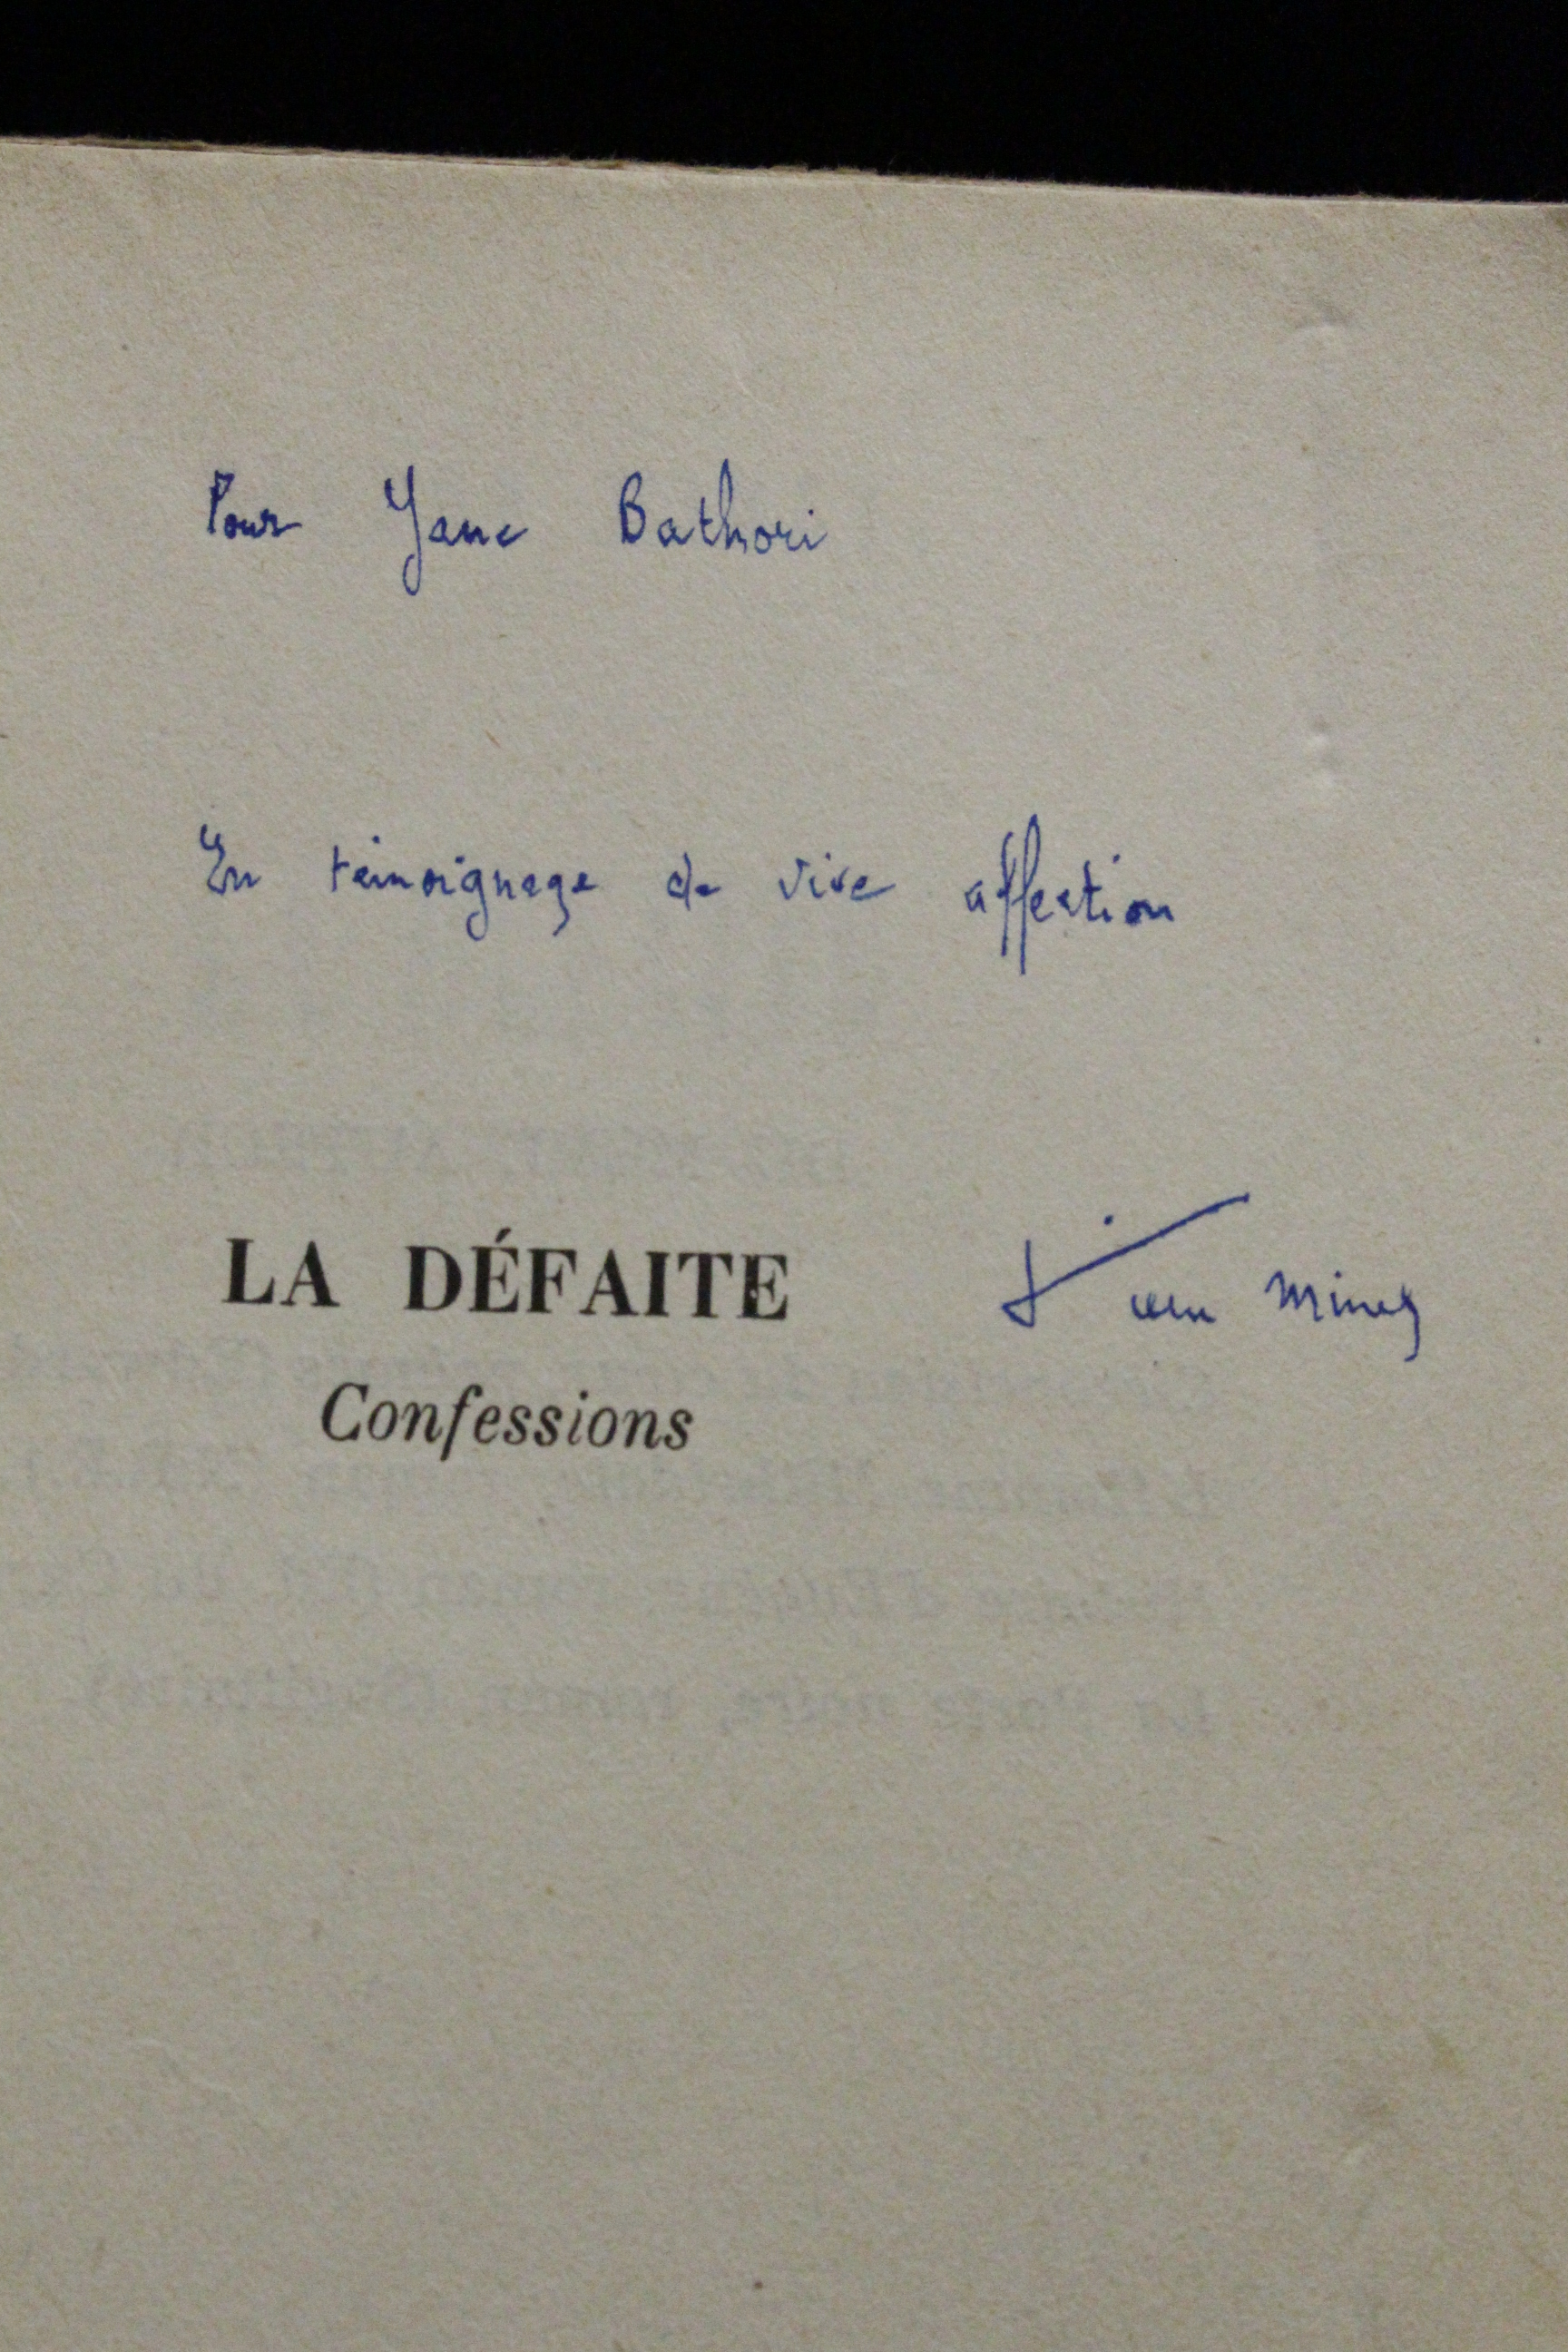 Pour Jane Bathori
En témoignage de vive affection
LA DÉFAITE
Confessions